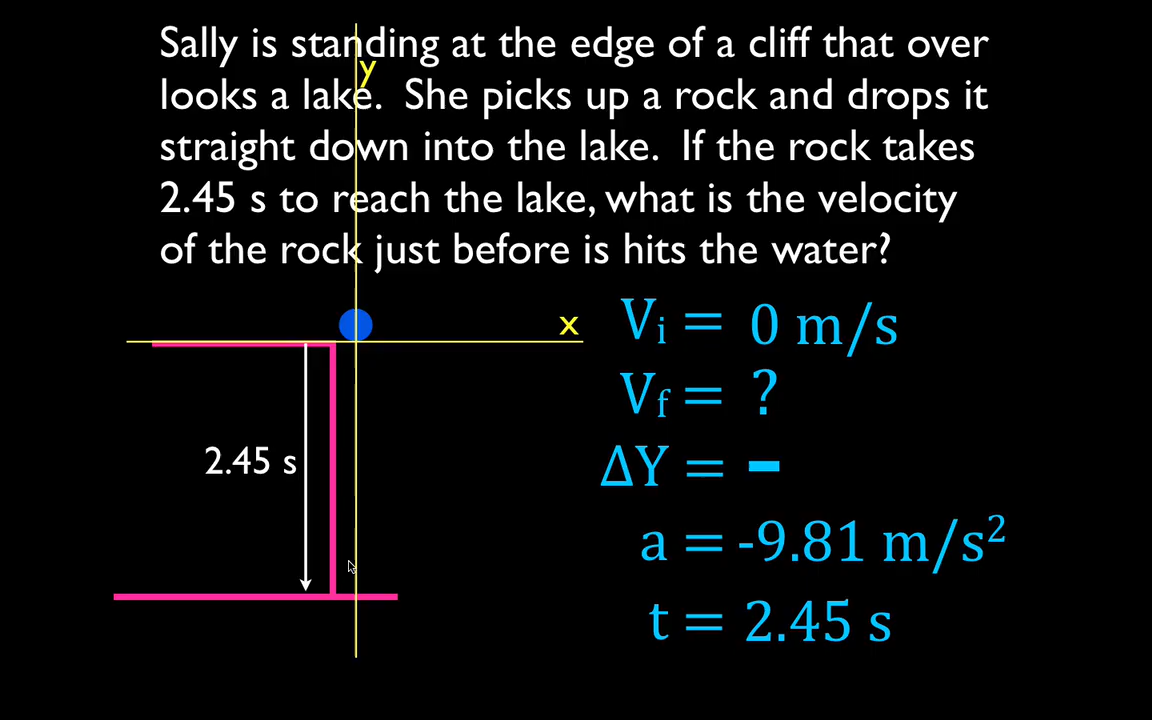 Sally is standing at the edge of a cliff that over
looks a lake.  She picks up a rock and drops it
straight down into the lake.  If the rock takes
2.45 s to reach the lake, what is the velocity
of the rock just before is hits the water?
y
x
2.45 s
Vi = 0 m/s
Vf = ?
ΔY = -
a = -9.81 m/s²
t = 2.45 s